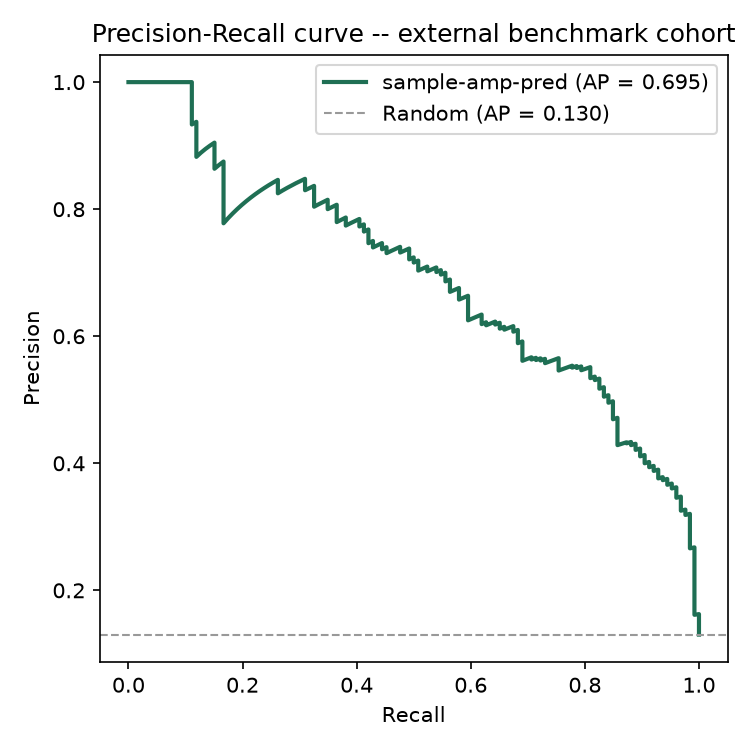 Precision-Recall curve -- external benchmark cohort
sample-amp-pred (AP = 0.695)
Random (AP = 0.130)
Precision
1.0
0.8
0.6
0.4
0.2
0.0 0.2 0.4 0.6 0.8 1.0
Recall